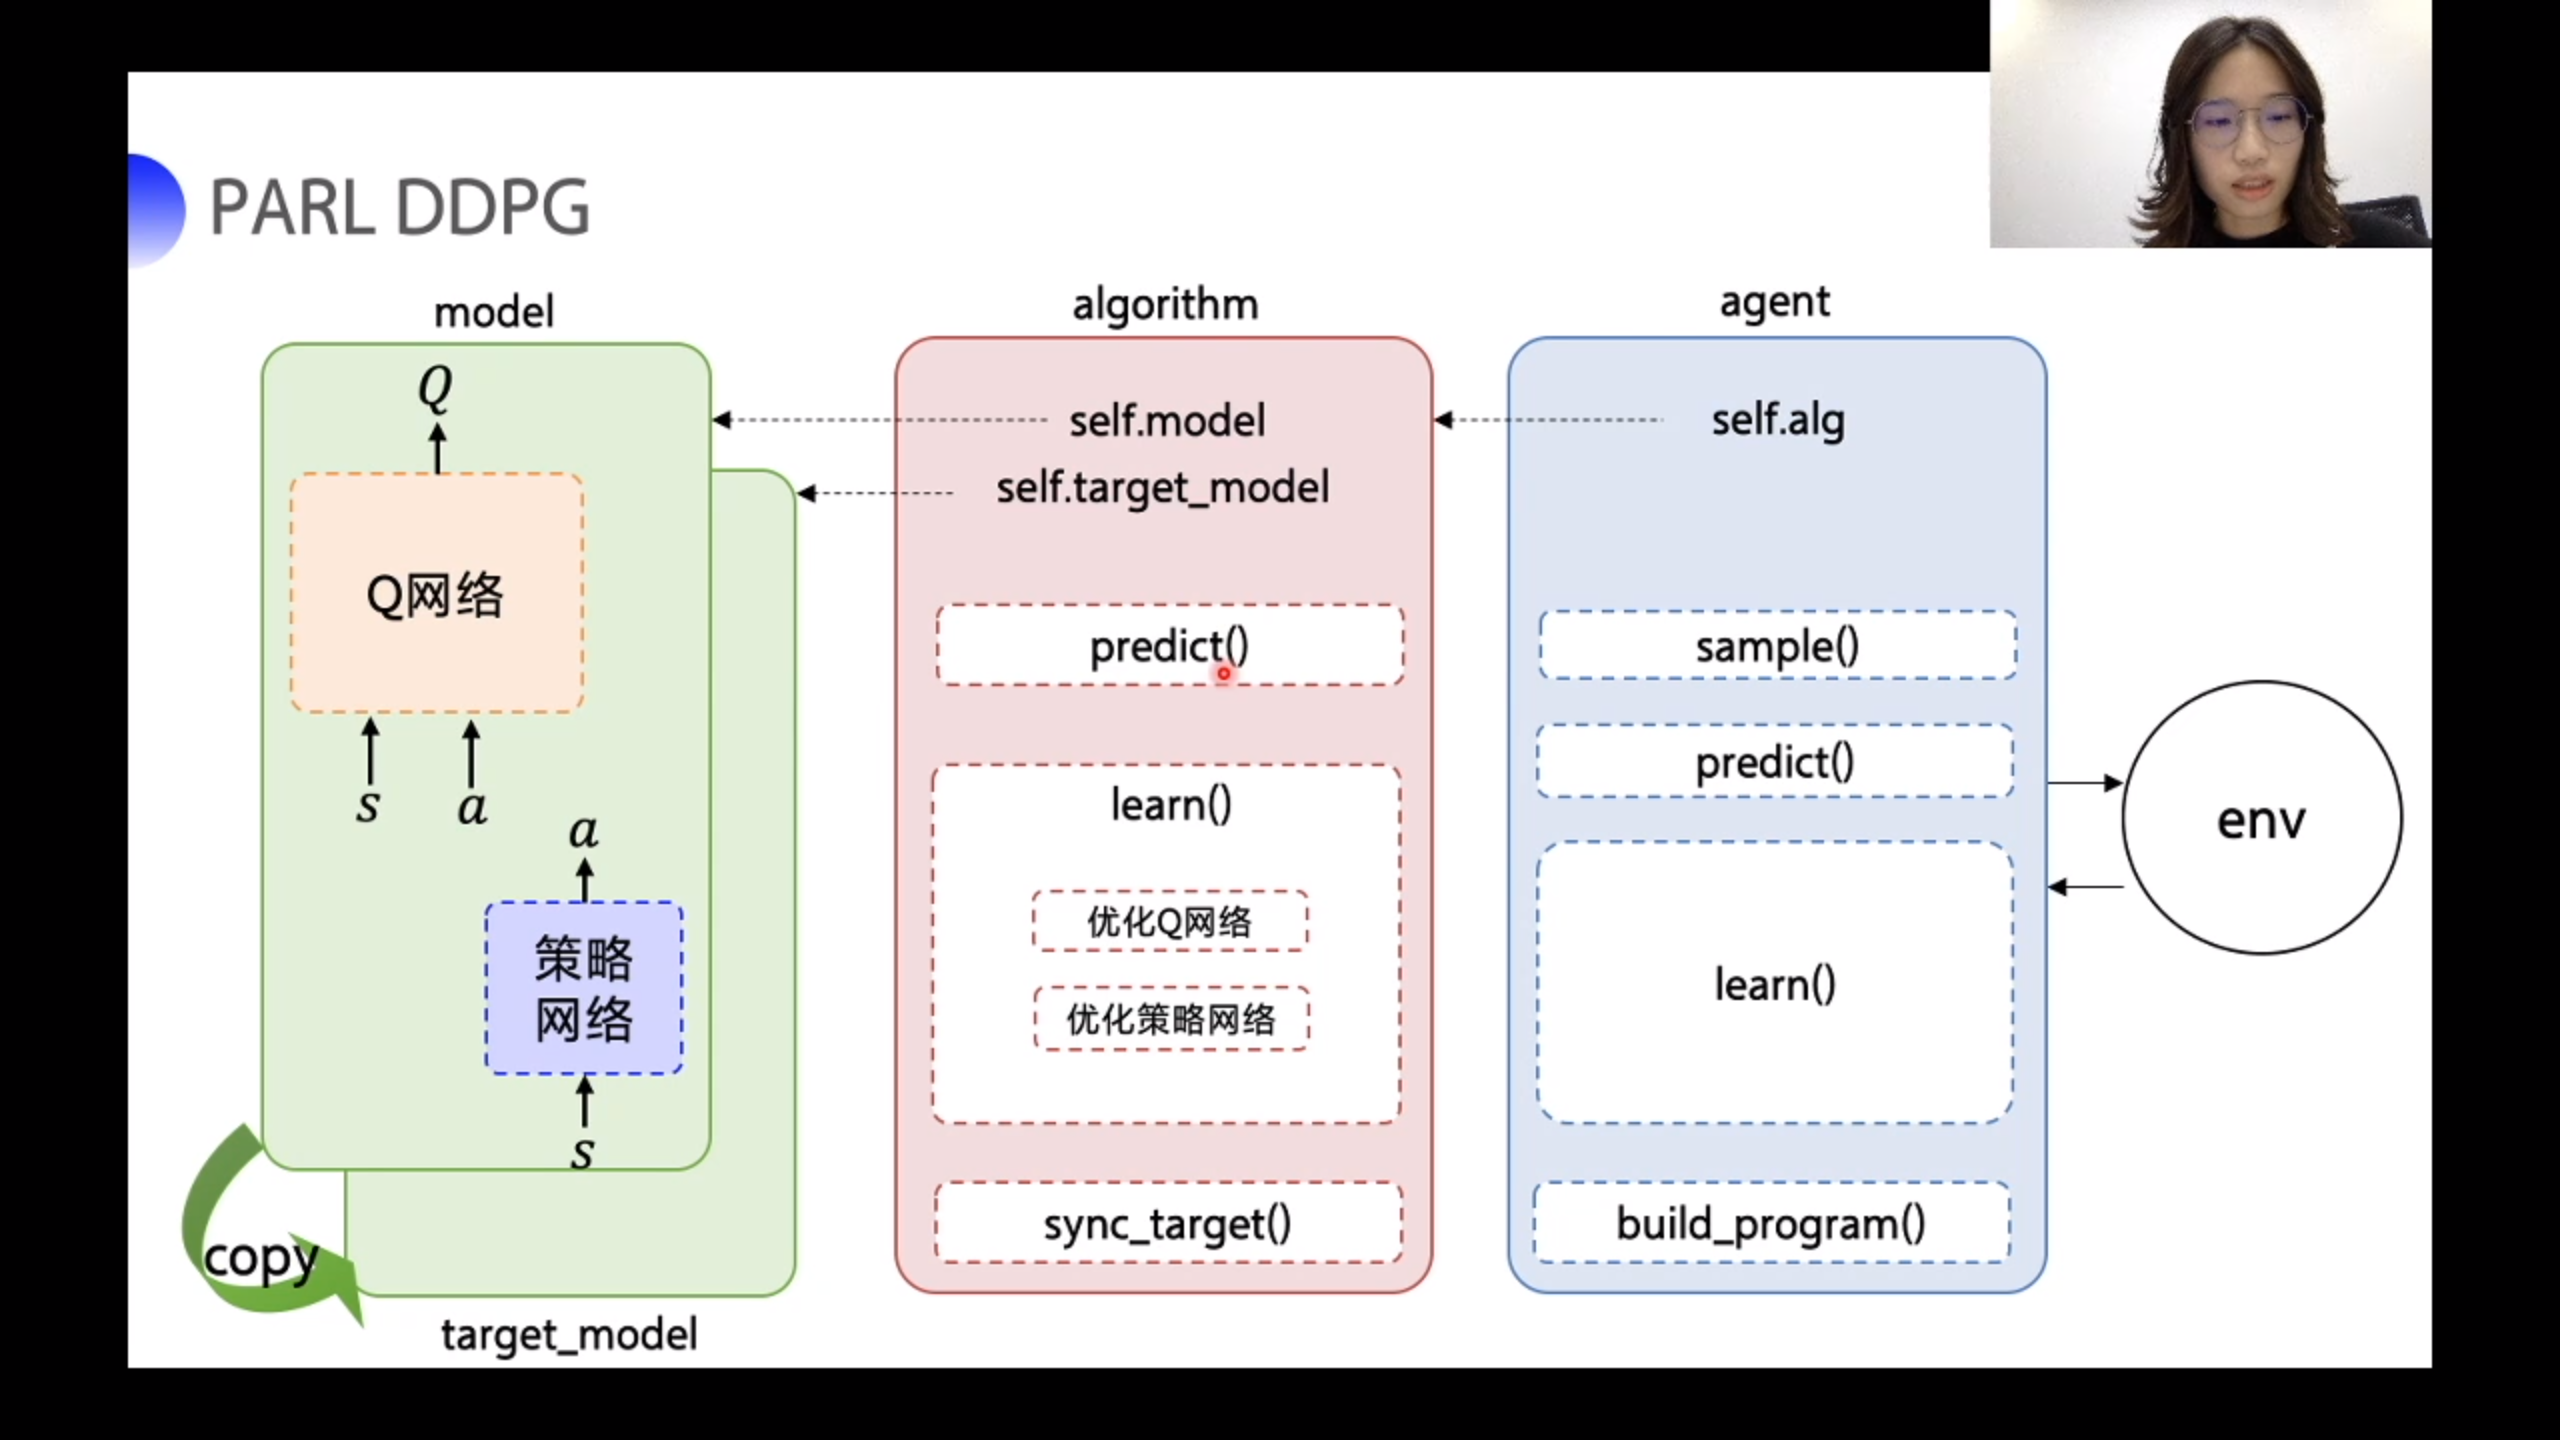 PARL DDPG
model
Q
Q网络
s
a
a
策略
网络
s
copy
target_model
algorithm
self.model
self.target_model
predict()
learn()
优化Q网络
优化策略网络
sync_target()
agent
self.alg
sample()
predict()
learn()
build_program()
env